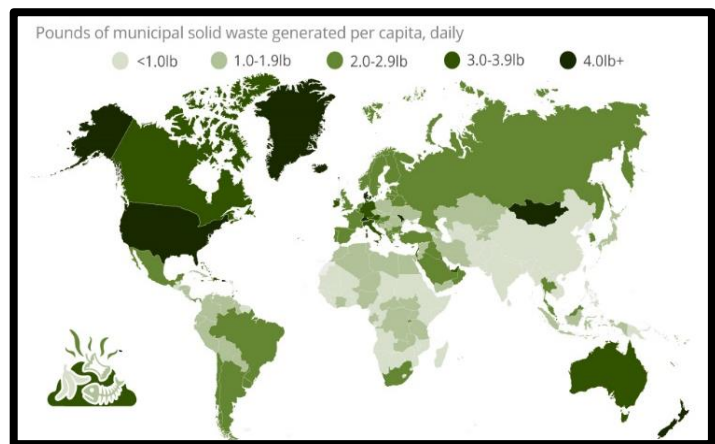 Pounds of municipal solid waste generated per capita, daily
<1.0lb 1.0-1.9lb 2.0-2.9lb 3.0-3.9lb 4.0lb+